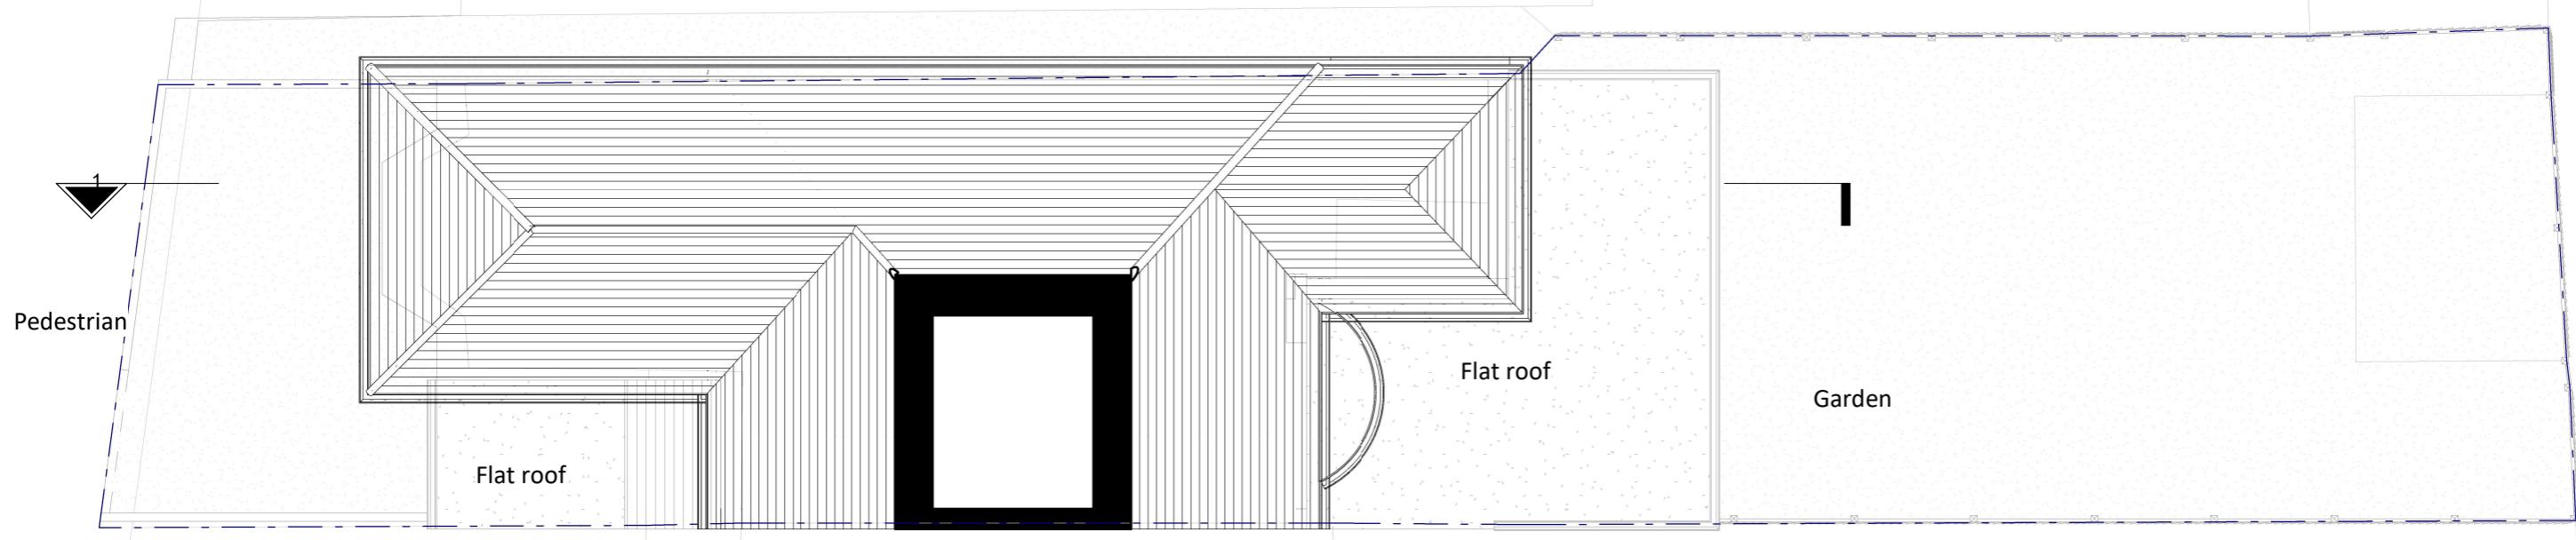 1
Pedestrian
Flat roof
Garden
Flat roof